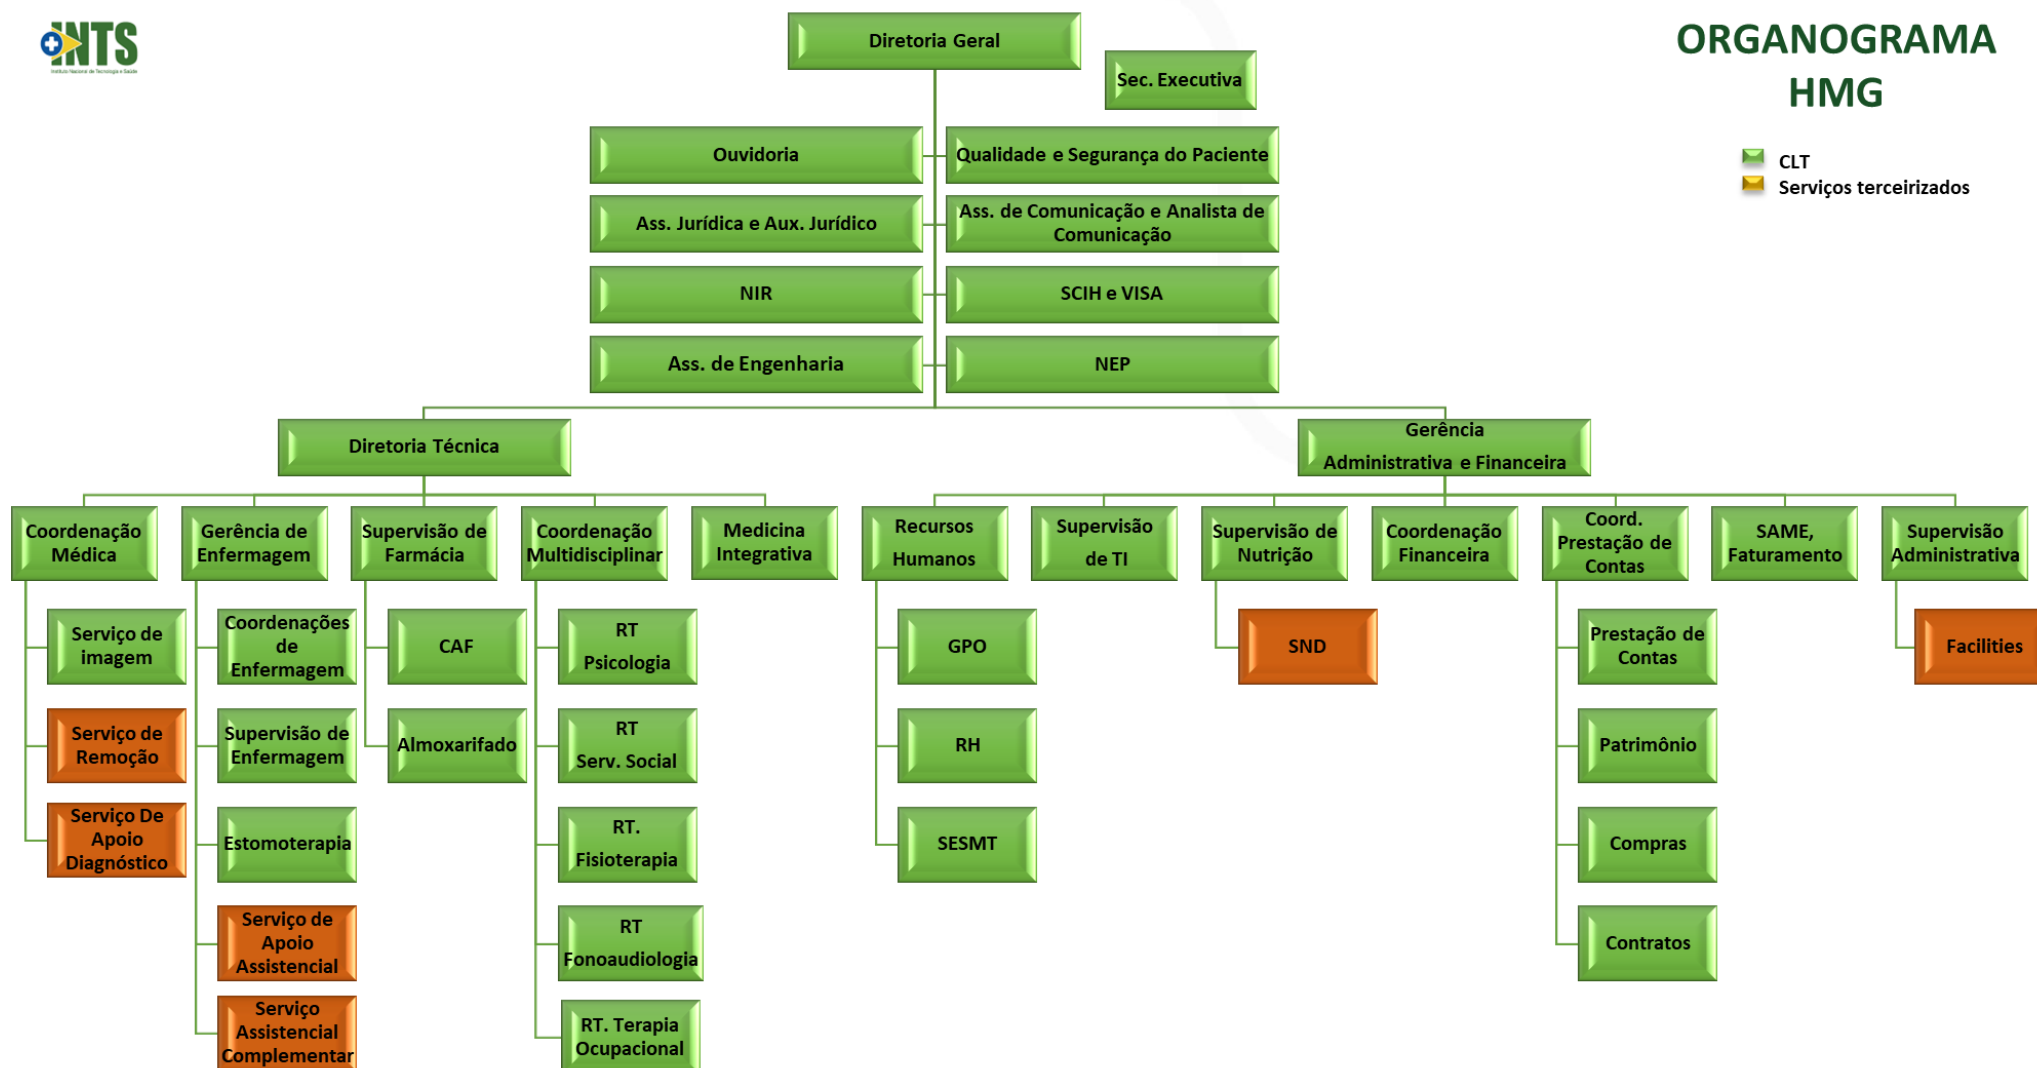 INTS
Instituto Nacional de Tecnologia e Saúde
Diretoria Geral
Sec. Executiva
ORGANOGRAMA
HMG
CLT
Serviços terceirizados
Ouvidoria
Qualidade e Segurança do Paciente
Ass. Jurídica e Aux. Jurídico
Ass. de Comunicação e Analista de
Comunicação
NIR
SCIH e VISA
Ass. de Engenharia
NEP
Diretoria Técnica
Gerência
Administrativa e Financeira
Coordenação
Médica
Gerência de
Enfermagem
Supervisão de
Farmácia
Coordenação
Multidisciplinar
Medicina
Integrativa
Recursos
Humanos
Supervisão
de TI
Supervisão de
Nutrição
Coordenação
Financeira
Coord.
Prestação de
Contas
SAME,
Faturamento
Supervisão
Administrativa
Serviço de
imagem
Coordenações
de
Enfermagem
CAF
RT
Psicologia
GPO
SND
Prestação de
Contas
Facilities
Serviço de
Remoção
Supervisão de
Enfermagem
Almoxarifado
RT
Serv. Social
RH
Patrimônio
Serviço De
Apoio
Diagnóstico
Estomoterapia
RT.
Fisioterapia
SESMT
Compras
Serviço de
Apoio
Assistencial
RT
Fonoaudiologia
Contratos
Serviço
Assistencial
Complementar
RT. Terapia
Ocupacional